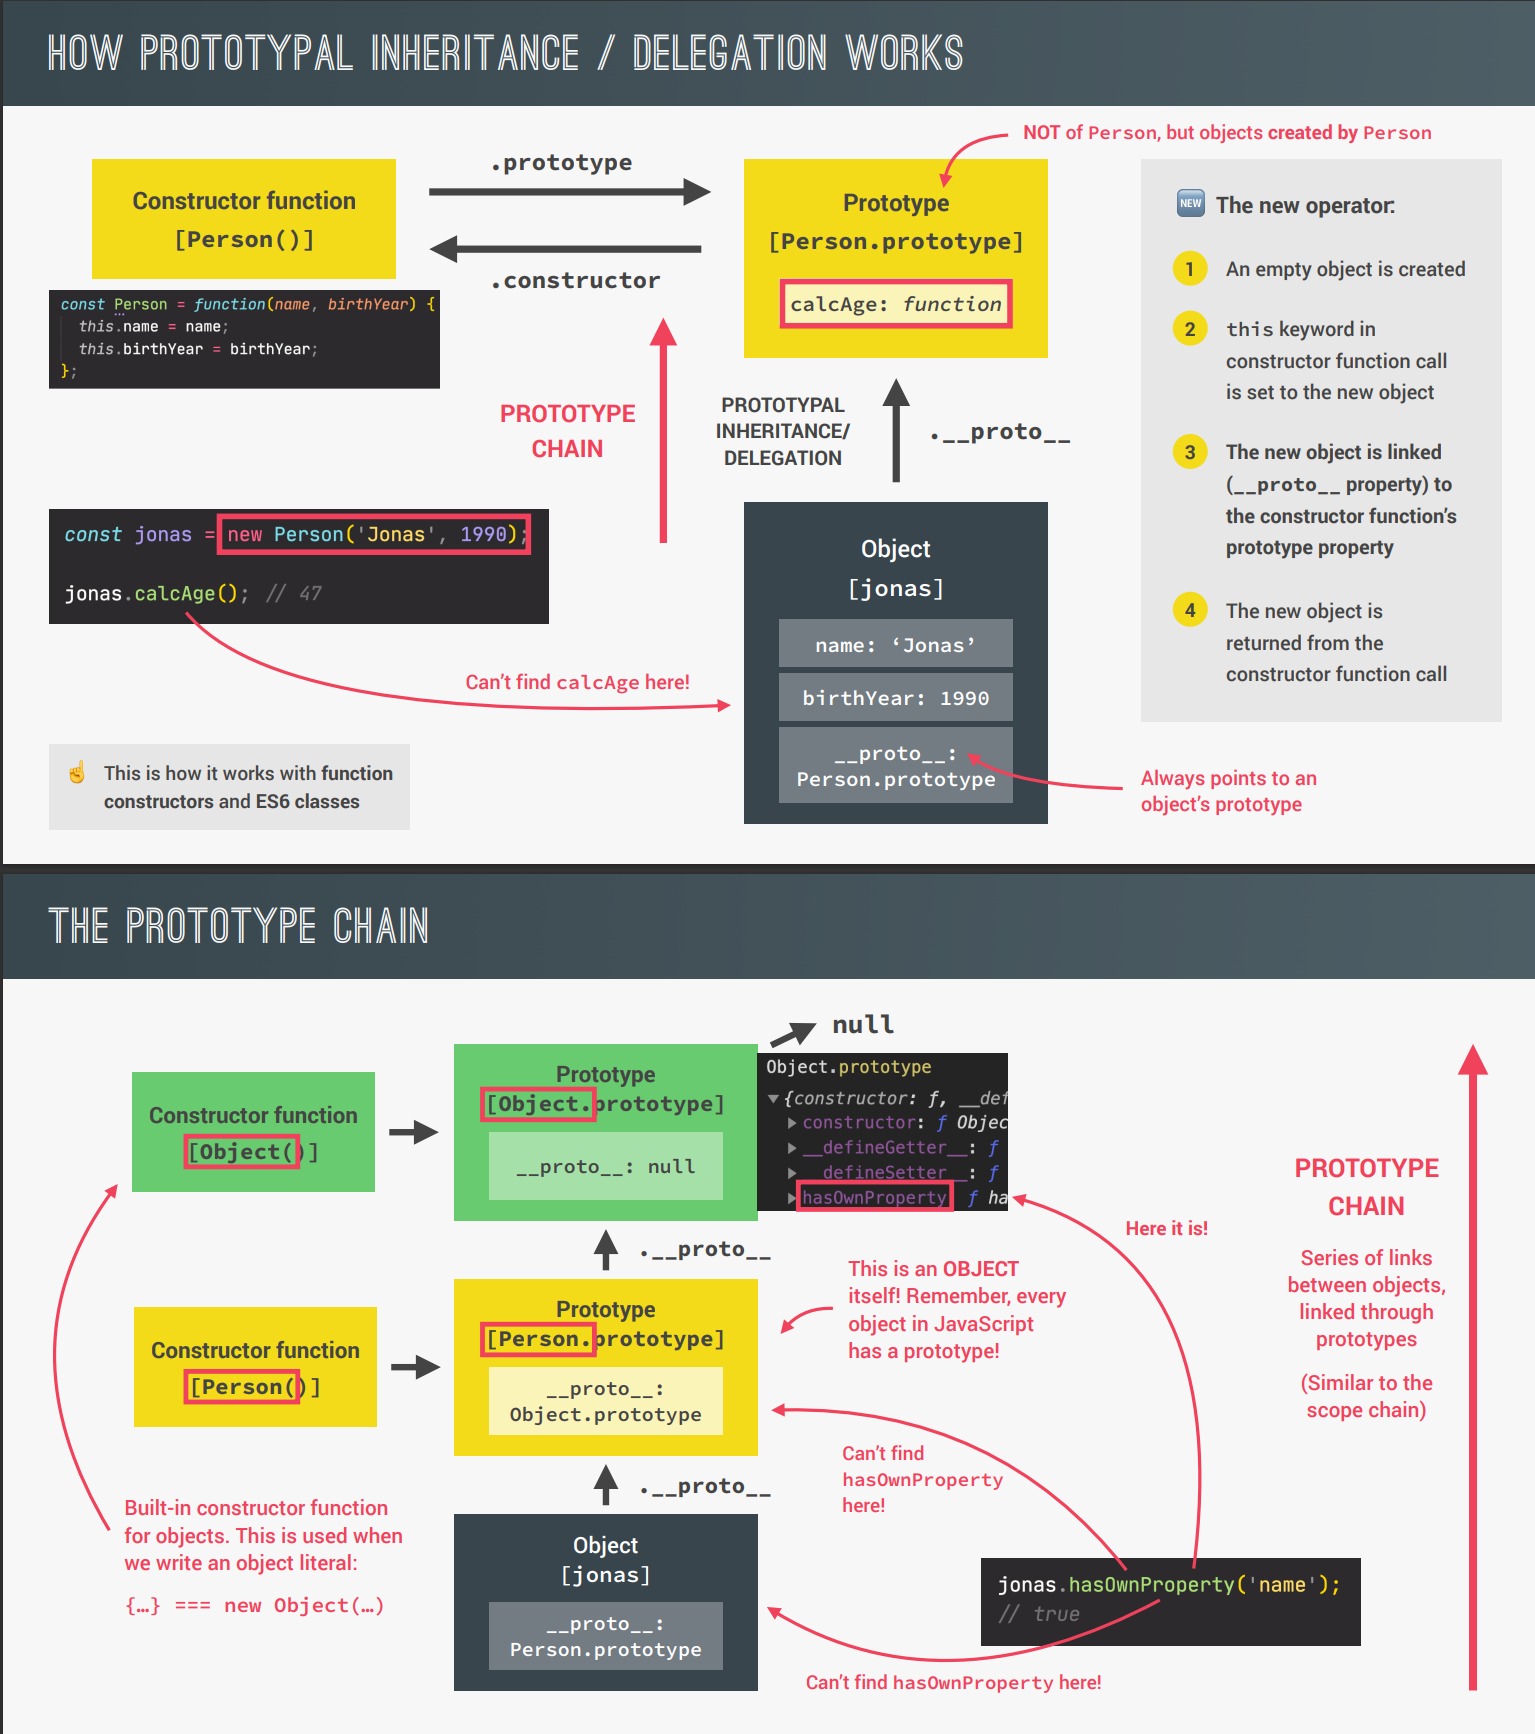 HOW PROTOTYPAL INHERITANCE / DELEGATION WORKS
NOT of Person, but objects created by Person
Constructor function
[Person()]
.prototype
.constructor
Prototype
[Person.prototype]
calcAge: function
const Person = function(name, birthYear) {
this.name = name;
this.birthYear = birthYear;
};
PROTOTYPE
CHAIN
PROTOTYPAL
INHERITANCE/
DELEGATION
.__proto__
const jonas = new Person('Jonas', 1990);
jonas.calcAge(); // 47
Can't find calcAge here!
Object
[jonas]
name: ‘Jonas’
birthYear: 1990
__proto__:
Person.prototype
Always points to an
object's prototype
☝ This is how it works with function
constructors and ES6 classes
NEW The new operator:
1 An empty object is created
2 this keyword in
constructor function call
is set to the new object
3 The new object is linked
(__proto__ property) to
the constructor function's
prototype property
4 The new object is
returned from the
constructor function call
THE PROTOTYPE CHAIN
null
Constructor function
[Object()]
Prototype
[Object.prototype]
__proto__: null
Object.prototype
▼{constructor: ƒ, __def
▶constructor: ƒ Objec
▶__defineGetter__: ƒ
▶__defineSetter__: ƒ
▶hasOwnProperty ƒ ha
Here it is!
.__proto__
Constructor function
[Person()]
Prototype
[Person.prototype]
__proto__:
Object.prototype
This is an OBJECT
itself! Remember, every
object in JavaScript
has a prototype!
Can't find
hasOwnProperty
here!
.__proto__
Built-in constructor function
for objects. This is used when
we write an object literal:
{…} === new Object(…)
Object
[jonas]
__proto__:
Person.prototype
jonas.hasOwnProperty('name');
// true
Can't find hasOwnProperty here!
PROTOTYPE
CHAIN
Series of links
between objects,
linked through
prototypes
(Similar to the
scope chain)